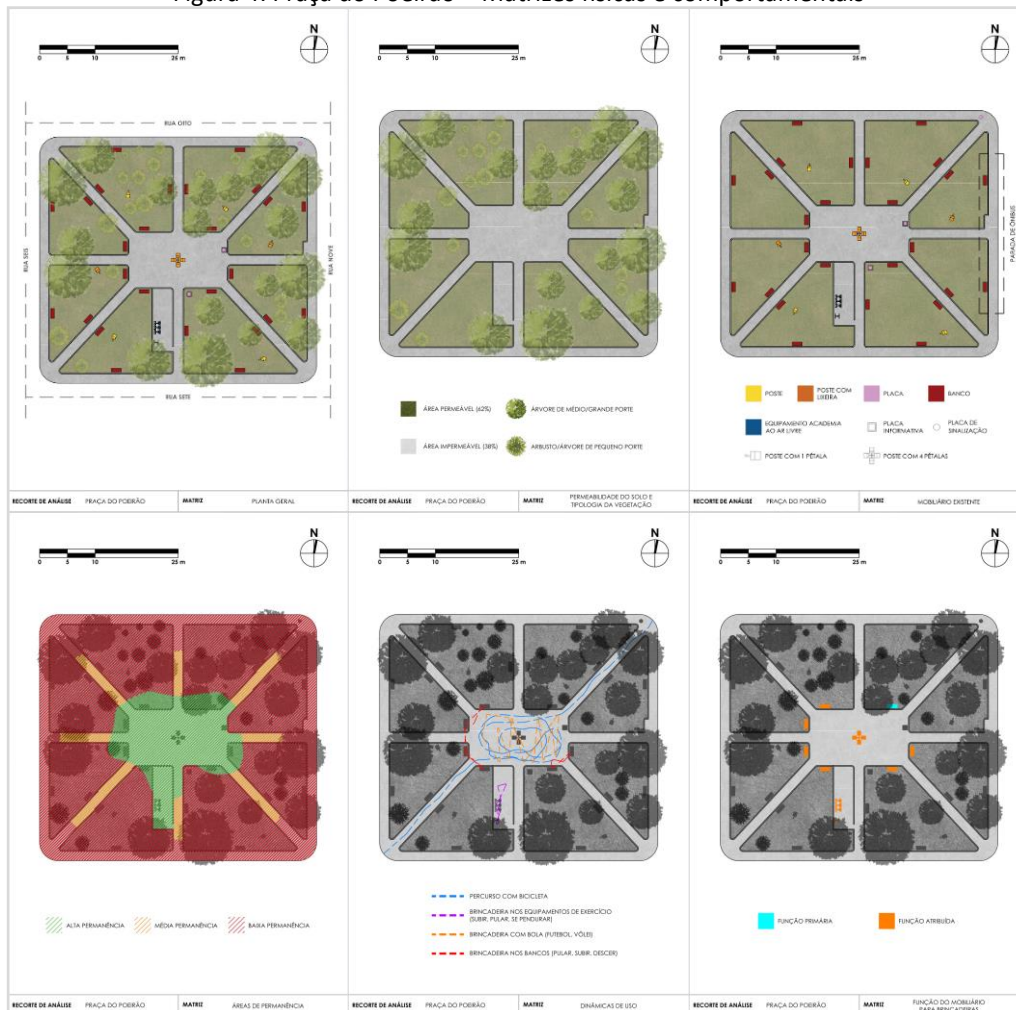 Figura 4: Praça do Poeirão – Matrizes físicas e comportamentais
N
0 5 10 25 m
RUA OITO
RUA SEIS
RUA NOVE
RUA SETE
RECORTE DE ANÁLISE PRAÇA DO POEIRÃO MATRIZ PLANTA GERAL
N
0 5 10 25 m
ÁREA PERMEÁVEL (62%)
ÁRVORE DE MÉDIO/GRANDE PORTE
ÁREA IMPERMEÁVEL (38%)
ARBUSTO/ÁRVORE DE PEQUENO PORTE
RECORTE DE ANÁLISE PRAÇA DO POEIRÃO MATRIZ PERMEABILIDADE DO SOLO E
TIPOLOGIA DA VEGETAÇÃO
N
0 5 10 25 m
PARADA DE ÔNIBUS
POSTE
POSTE COM
LIXEIRA
PLACA
BANCO
EQUIPAMENTO ACADEMIA
AO AR LIVRE
PLACA
INFORMATIVA
PLACA DE
SINALIZAÇÃO
POSTE COM 1 PÉTALA
POSTE COM 4 PÉTALAS
RECORTE DE ANÁLISE PRAÇA DO POEIRÃO MATRIZ MOBILIÁRIO EXISTENTE
N
0 5 10 25 m
ALTA PERMANÊNCIA
MÉDIA PERMANÊNCIA
BAIXA PERMANÊNCIA
RECORTE DE ANÁLISE PRAÇA DO POEIRÃO MATRIZ ÁREAS DE PERMANÊNCIA
N
0 5 10 25 m
PERCURSO COM BICICLETA
BRINCADEIRA NOS EQUIPAMENTOS DE EXERCÍCIO
(SUBIR, PULAR, SE PENDURAR)
BRINCADEIRA COM BOLA (FUTEBOL, VÔLEI)
BRINCADEIRA NOS BANCOS (PULAR, SUBIR, DESCER)
RECORTE DE ANÁLISE PRAÇA DO POEIRÃO MATRIZ DINÂMICAS DE USO
N
0 5 10 25 m
FUNÇÃO PRIMÁRIA
FUNÇÃO ATRIBUÍDA
RECORTE DE ANÁLISE PRAÇA DO POEIRÃO MATRIZ FUNÇÃO DO MOBILIÁRIO
PARA BRINCADEIRAS